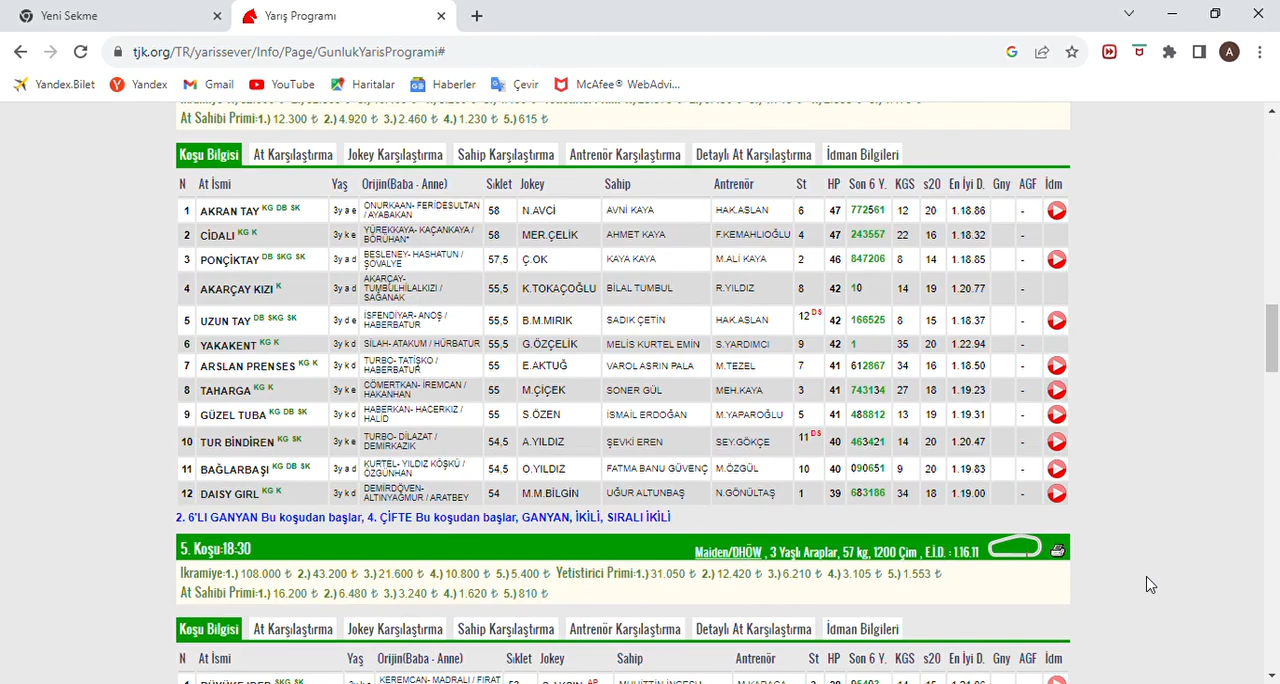 Yeni Sekme
Yarış Programı
tjk.org/TR/yarissever/Info/Page/GunlukYarisProgrami#
A
Yandex.Bilet Yandex Gmail YouTube Haritalar Haberler Çevir McAfee® WebAdvi...
At Sahibi Primi:1.) 12.300 ₺ 2.) 4.920 ₺ 3.) 2.460 ₺ 4.) 1.230 ₺ 5.) 615 ₺
Koşu Bilgisi At Karşılaştırma Jokey Karşılaştırma Sahip Karşılaştırma Antrenör Karşılaştırma Detaylı At Karşılaştırma İdman Bilgileri
N At İsmi Yaş Orijin(Baba - Anne) Sıklet Jokey Sahip Antrenör St HP Son 6 Y. KGS s20 En İyi D. Gny AGF İdm
1 AKRAN TAY KG DB SK 3y a e ONURKAAN- FERİDESULTAN / AYABAKAN 58 N.AVCİ AVNİ KAYA HAK.ASLAN 6 47 772561 12 20 1.18.86 -
2 CİDALI KG K 3y k e YÜREKKAYA- KAÇANKAYA / BORUHAN* 58 MER.ÇELİK AHMET KAYA F.KEMAHLIOĞLU 4 47 243557 22 16 1.18.32 -
3 PONÇİKTAY DB SKG SK 3y a d BESLENEY- HASHATUN / ŞOVALYE 57,5 Ç.OK KAYA KAYA M.ALİ KAYA 2 46 847206 8 14 1.18.85 -
4 AKARÇAY KIZI K 3y a d AKARÇAY- TUMBULHİLALKIZI / SAĞANAK 55,5 K.TOKAÇOĞLU BİLAL TUMBUL R.YILDIZ 8 42 10 14 19 1.20.77 -
5 UZUN TAY DB SKG SK 3y d e İSFENDİYAR- ANOŞ / HABERBATUR 55,5 B.M.MIRIK SADIK ÇETİN HAK.ASLAN 12 DS 42 166525 8 15 1.18.37 -
6 YAKAKENT KG K 3y k d SİLAH- ATAKUM / HÜRBATUR 55,5 G.ÖZÇELİK MELİS KURTEL EMİN S.YARDIMCI 9 42 1 35 20 1.22.94 -
7 ARSLAN PRENSES KG K 3y k d TURBO- TATİŞKO / HABERBATUR 55 E.AKTUĞ VAROL ASRIN PALA M.TEZEL 7 41 612867 34 16 1.18.50 -
8 TAHARGA KG K 3y k e CÖMERTKAN- İREMCAN / HAKANHAN 55 M.ÇİÇEK SONER GÜL MEH.KAYA 3 41 743134 27 18 1.19.23 -
9 GÜZEL TUBA KG DB SK 3y k d HABERKAN- HACERKIZ / HALİD 55 S.ÖZEN İSMAİL ERDOĞAN M.YAPAROĞLU 5 41 488812 13 19 1.19.31 -
10 TUR BİNDİREN KG SK 3y k e TURBO- DİLAZAT / DEMİRKAZIK 54,5 A.YILDIZ ŞEVKİ EREN SEY.GÖKÇE 11 DS 40 463421 14 20 1.20.47 -
11 BAĞLARBAŞI KG DB SK 3y a d KURTEL- YILDIZ KÖŞKÜ / ÖZGÜNHAN 54,5 O.YILDIZ FATMA BANU GÜVENÇ M.ÖZGÜL 10 40 090651 9 20 1.19.83 -
12 DAISY GIRL KG K 3y k d DEMİRDÖVEN- ALTINYAĞMUR / ARATBEY 54 M.M.BİLGİN UĞUR ALTUNBAŞ N.GÖNÜLTAŞ 1 39 683186 34 18 1.19.00 -
2. 6'LI GANYAN Bu koşudan başlar, 4. ÇİFTE Bu koşudan başlar, GANYAN, İKİLİ, SIRALI İKİLİ
5. Koşu:18:30 Maiden/DHÖW , 3 Yaşlı Araplar, 57 kg, 1200 Çim , E.İ.D. : 1.16.11
İkramiye:1.) 108.000 ₺ 2.) 43.200 ₺ 3.) 21.600 ₺ 4.) 10.800 ₺ 5.) 5.400 ₺ Yetistirici Primi:1.) 31.050 ₺ 2.) 12.420 ₺ 3.) 6.210 ₺ 4.) 3.105 ₺ 5.) 1.553 ₺
At Sahibi Primi:1.) 16.200 ₺ 2.) 6.480 ₺ 3.) 3.240 ₺ 4.) 1.620 ₺ 5.) 810 ₺
Koşu Bilgisi At Karşılaştırma Jokey Karşılaştırma Sahip Karşılaştırma Antrenör Karşılaştırma Detaylı At Karşılaştırma İdman Bilgileri
N At İsmi Yaş Orijin(Baba - Anne) Sıklet Jokey Sahip Antrenör St HP Son 6 Y. KGS s20 En İyi D. Gny AGF İdm
KEREMCAN- MADRALI / FIRAT